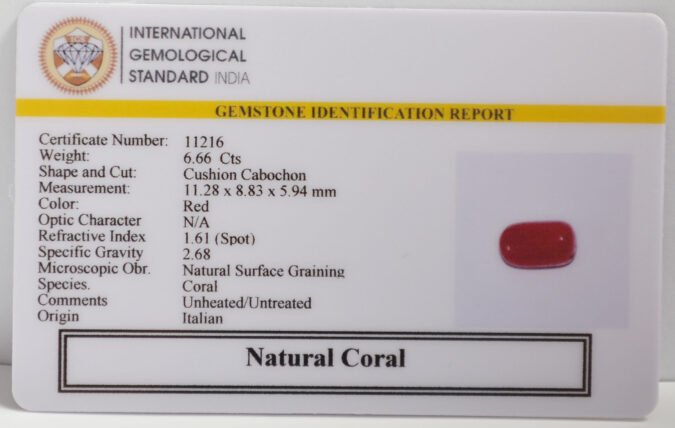 INTERNATIONAL
GEMOLOGICAL
STANDARD INDIA
GEMSTONE IDENTIFICATION REPORT
Certificate Number: 11216
Weight: 6.66 Cts
Shape and Cut: Cushion Cabochon
Measurement: 11.28 x 8.83 x 5.94 mm
Color: Red
Optic Character N/A
Refractive Index 1.61 (Spot)
Specific Gravity 2.68
Microscopic Obr. Natural Surface Graining
Species. Coral
Comments Unheated/Untreated
Origin Italian
Natural Coral